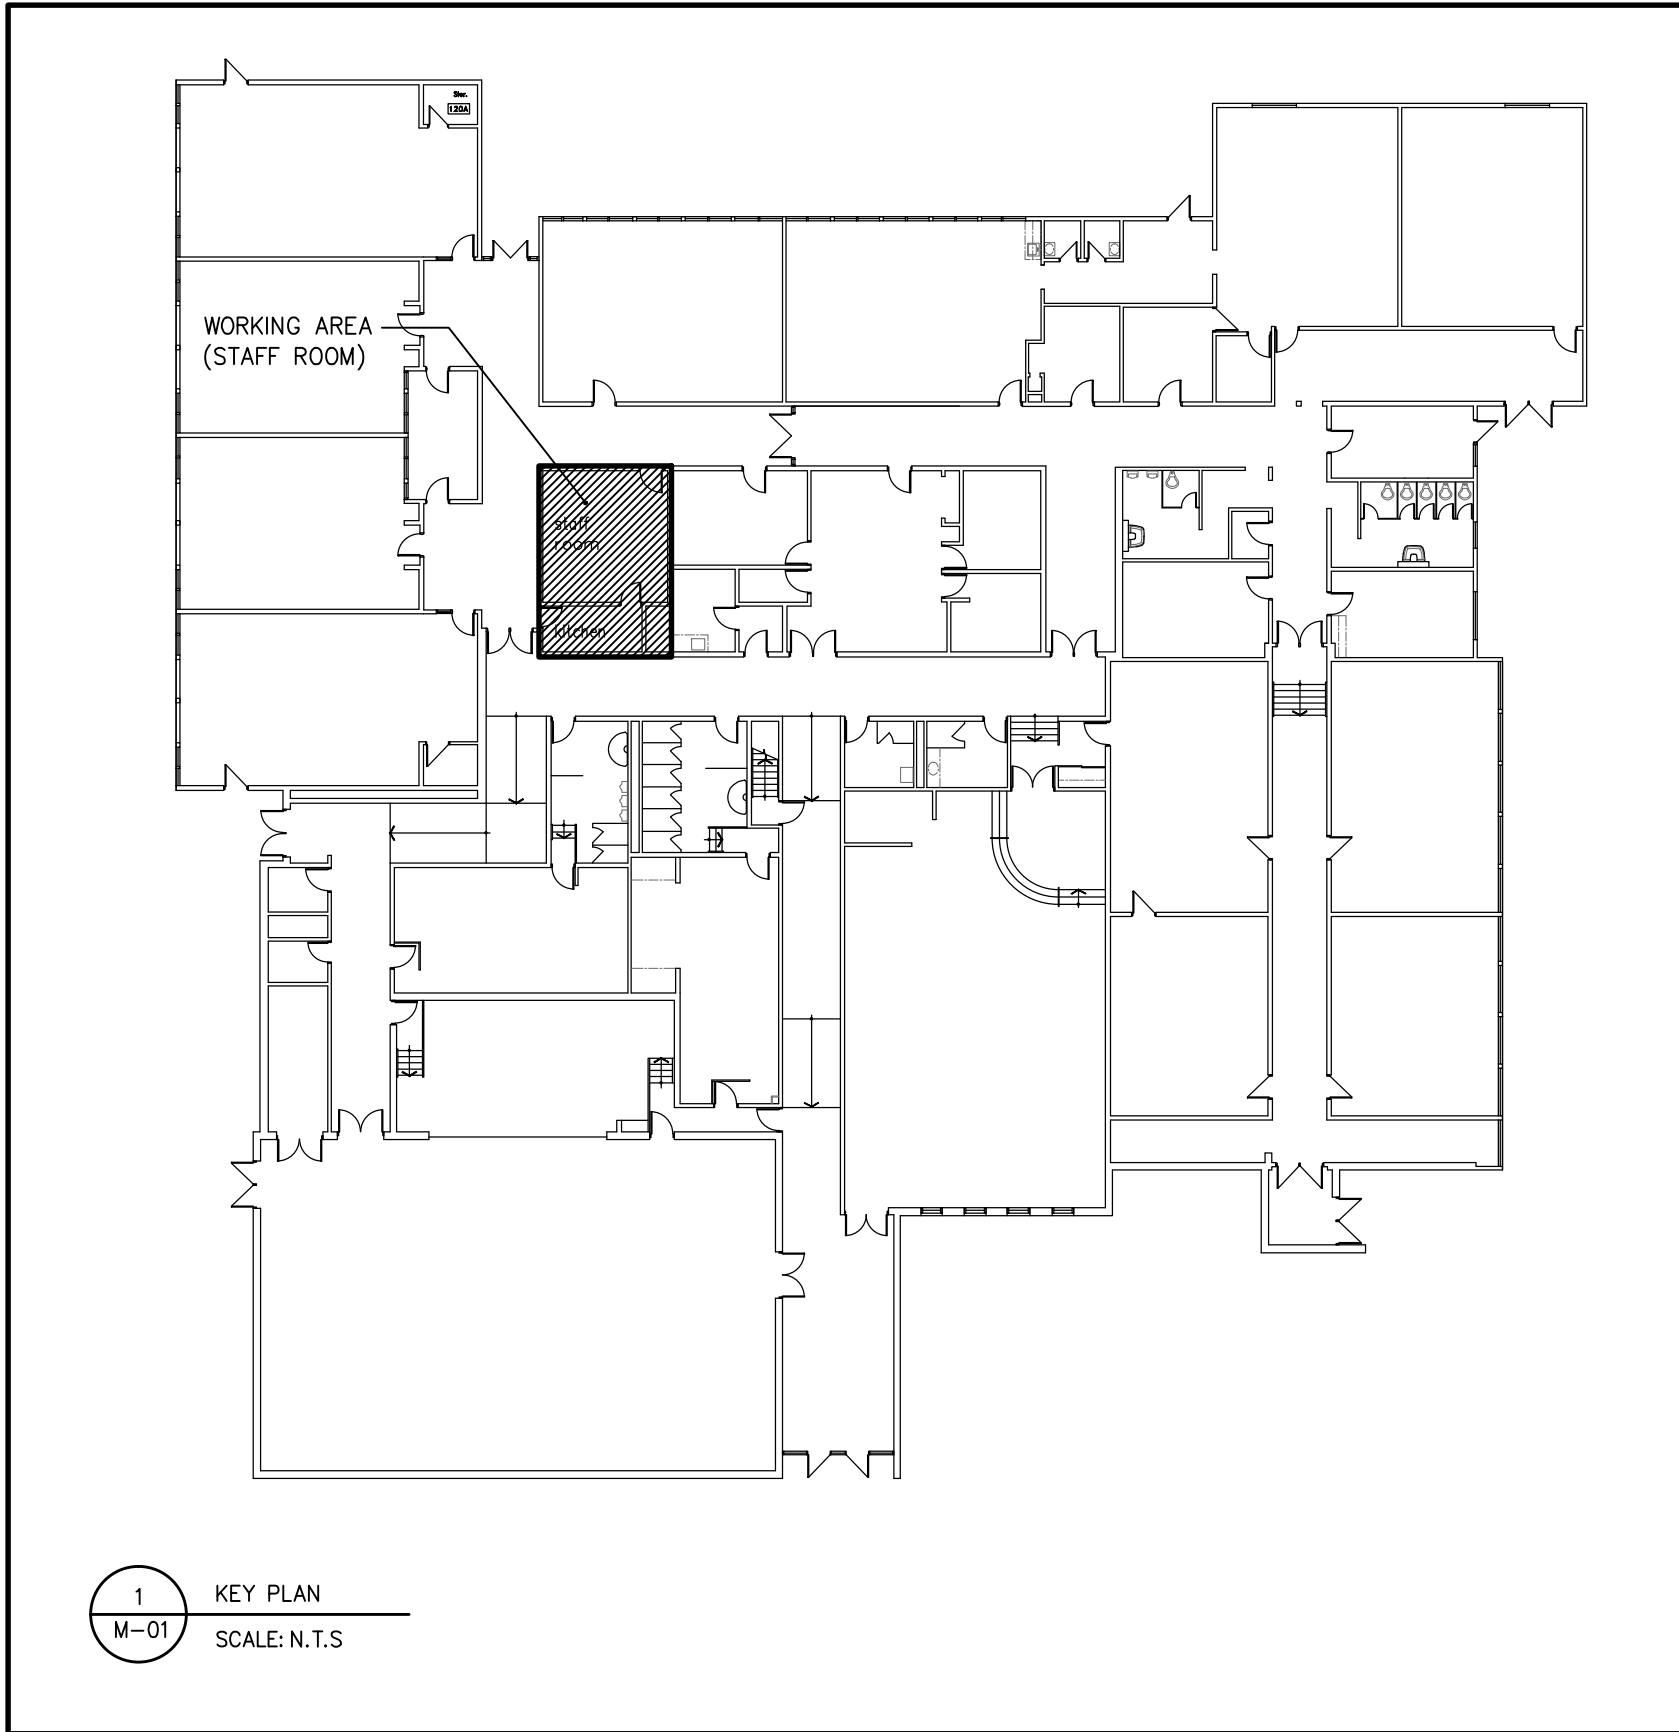 Stor.
120A
WORKING AREA
(STAFF ROOM)
staff
room
kitchen
1
M-01
KEY PLAN
SCALE: N.T.S